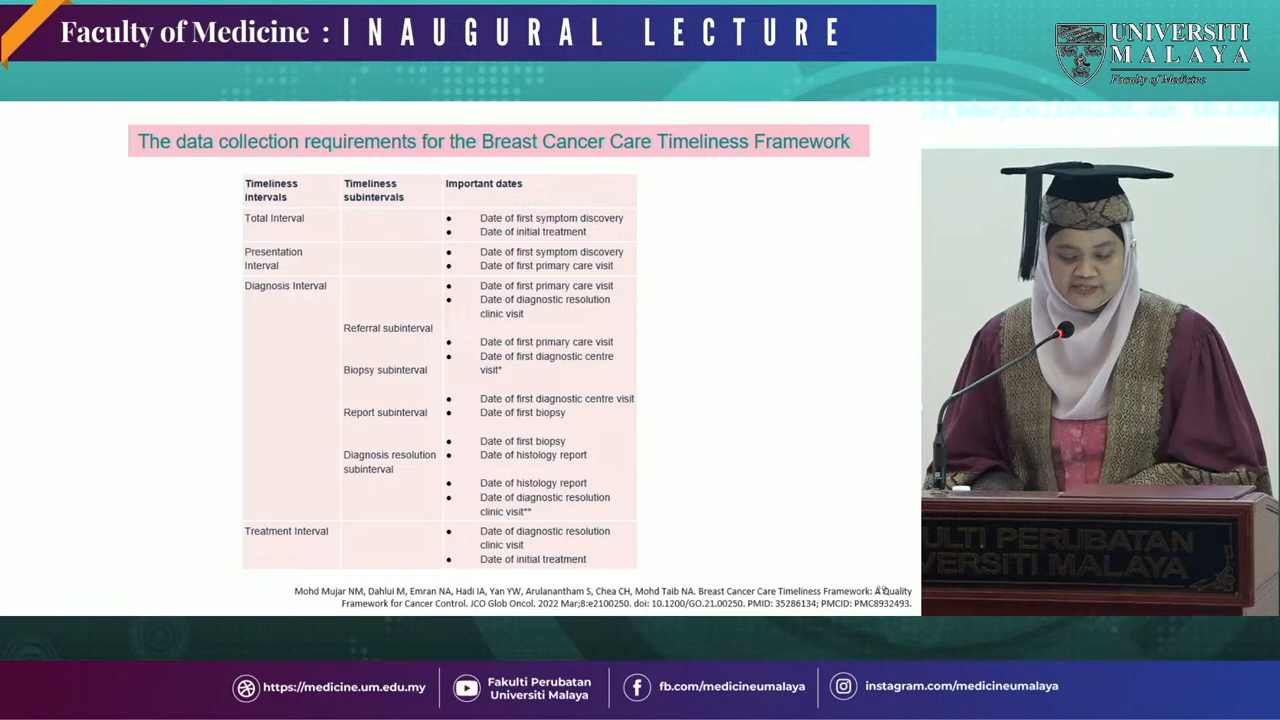 Faculty of Medicine : INAUGURAL LECTURE
UNIVERSITI
MALAYA
Faculty of Medicine
The data collection requirements for the Breast Cancer Care Timeliness Framework
Timeliness intervals
Timeliness subintervals
Important dates
Total Interval
● Date of first symptom discovery
● Date of initial treatment
Presentation Interval
● Date of first symptom discovery
● Date of first primary care visit
Diagnosis Interval
● Date of first primary care visit
● Date of diagnostic resolution
clinic visit
Referral subinterval
● Date of first primary care visit
● Date of first diagnostic centre
visit*
Biopsy subinterval
● Date of first diagnostic centre visit
● Date of first biopsy
Report subinterval
● Date of first biopsy
● Date of histology report
Diagnosis resolution
subinterval
● Date of histology report
● Date of diagnostic resolution
clinic visit**
Treatment Interval
● Date of diagnostic resolution
clinic visit
● Date of initial treatment
Mohd Mujar NM, Dahlui M, Emran NA, Hadi IA, Yan YW, Arulanantham S, Chea CH, Mohd Taib NA. Breast Cancer Care Timeliness Framework: A Quality
Framework for Cancer Control. JCO Glob Oncol. 2022 Mar;8:e2100250. doi: 10.1200/GO.21.00250. PMID: 35286134; PMCID: PMC8932493.
ULTI PERUBATAN
VERSITI MALAYA
https://medicine.um.edu.my
Fakulti Perubatan
Universiti Malaya
fb.com/medicineumalaya
instagram.com/medicineumalaya